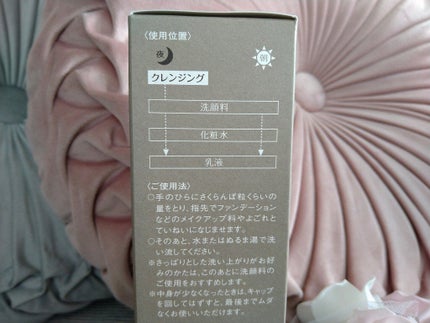 〈使用位置〉
夜
朝
クレンジング
洗顔料
化粧水
乳液
〈ご使用法〉
○手のひらにさくらんぼ粒くらいの
量をとり、指先でファンデーション
などのメイクアップ料やよごれと
ていねいになじませます。
○そのあと、水またはぬるま湯で洗
い流してください。
※さっぱりとした洗い上がりがお好
みのかたは、このあとに洗顔料の
ご使用をおすすめします。
※中身が少なくなったときは、キャップ
を回してはずすと、最後までムダ
なくお使いいただけます。